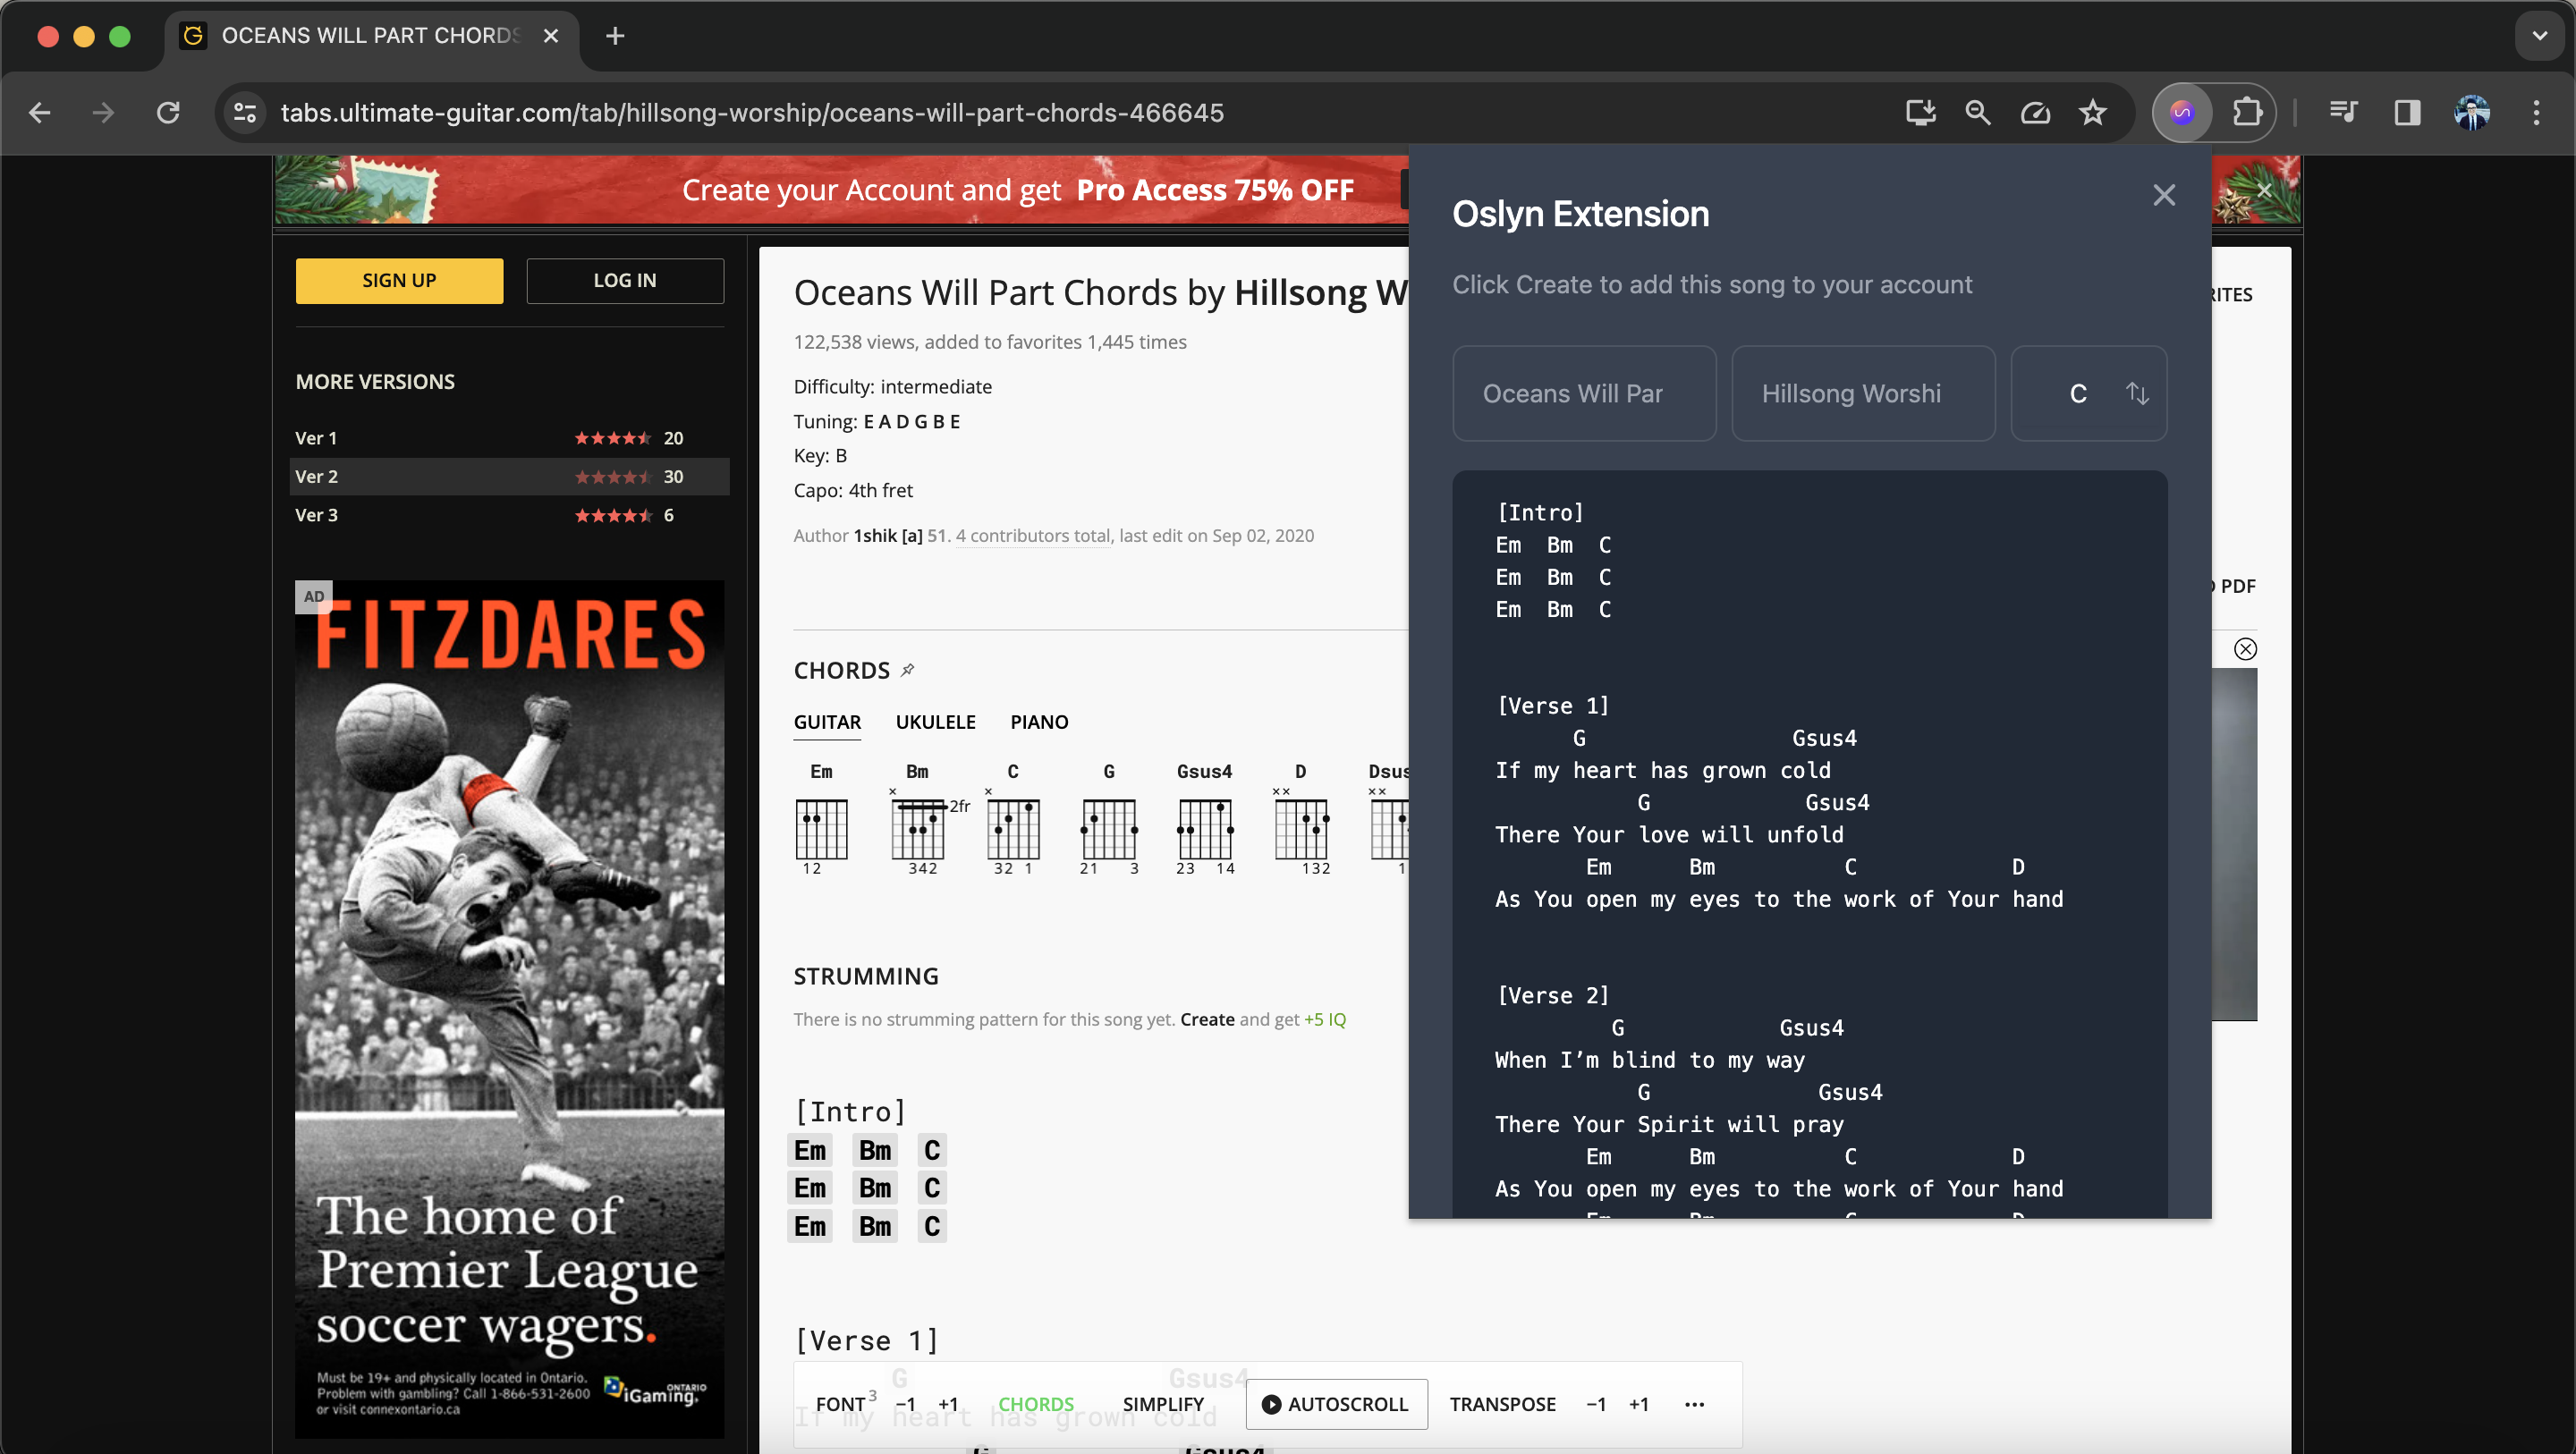 OCEANS WILL PART CHORDS
tabs.ultimate-guitar.com/tab/hillsong-worship/oceans-will-part-chords-466645
Create your Account and get Pro Access 75% OFF
SIGN UP
LOG IN
MORE VERSIONS
Ver 1 20
Ver 2 30
Ver 3 6
AD
FITZDARES
The home of
Premier League
soccer wagers.
Must be 19+ and physically located in Ontario.
Problem with gambling? Call 1-866-531-2600
or visit connexontario.ca
iGaming ONTARIO
Oceans Will Part Chords by Hillsong W
122,538 views, added to favorites 1,445 times
Difficulty: intermediate
Tuning: E A D G B E
Key: B
Capo: 4th fret
Author 1shik [a] 51. 4 contributors total, last edit on Sep 02, 2020
CHORDS
GUITAR UKULELE PIANO
Em Bm C G Gsus4 D Dsus
x x xx xx
2fr
12 342 32 1 21 3 23 14 132 1
STRUMMING
There is no strumming pattern for this song yet. Create and get +5 IQ
[Intro]
Em Bm C
Em Bm C
Em Bm C
[Verse 1]
G Gsus4
If my heart has grown cold
G Gsus4
FONT 3 −1 +1 CHORDS SIMPLIFY AUTOSCROLL TRANSPOSE −1 +1 •••
RITES
PDF
Oslyn Extension
Click Create to add this song to your account
Oceans Will Par
Hillsong Worshi
C
[Intro]
Em Bm C
Em Bm C
Em Bm C
[Verse 1]
G Gsus4
If my heart has grown cold
G Gsus4
There Your love will unfold
Em Bm C D
As You open my eyes to the work of Your hand
[Verse 2]
G Gsus4
When I’m blind to my way
G Gsus4
There Your Spirit will pray
Em Bm C D
As You open my eyes to the work of Your hand
Em Bm C D